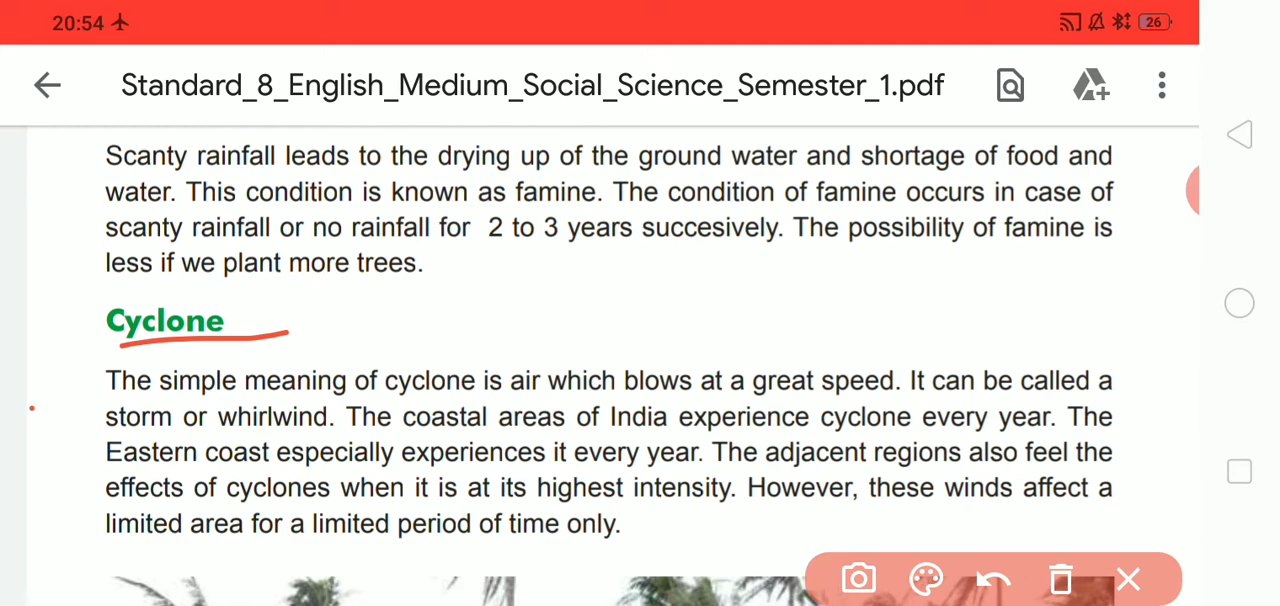 20:54
26
Standard_8_English_Medium_Social_Science_Semester_1.pdf
Scanty rainfall leads to the drying up of the ground water and shortage of food and
water. This condition is known as famine. The condition of famine occurs in case of
scanty rainfall or no rainfall for 2 to 3 years succesively. The possibility of famine is
less if we plant more trees.
Cyclone
The simple meaning of cyclone is air which blows at a great speed. It can be called a
storm or whirlwind. The coastal areas of India experience cyclone every year. The
Eastern coast especially experiences it every year. The adjacent regions also feel the
effects of cyclones when it is at its highest intensity. However, these winds affect a
limited area for a limited period of time only.